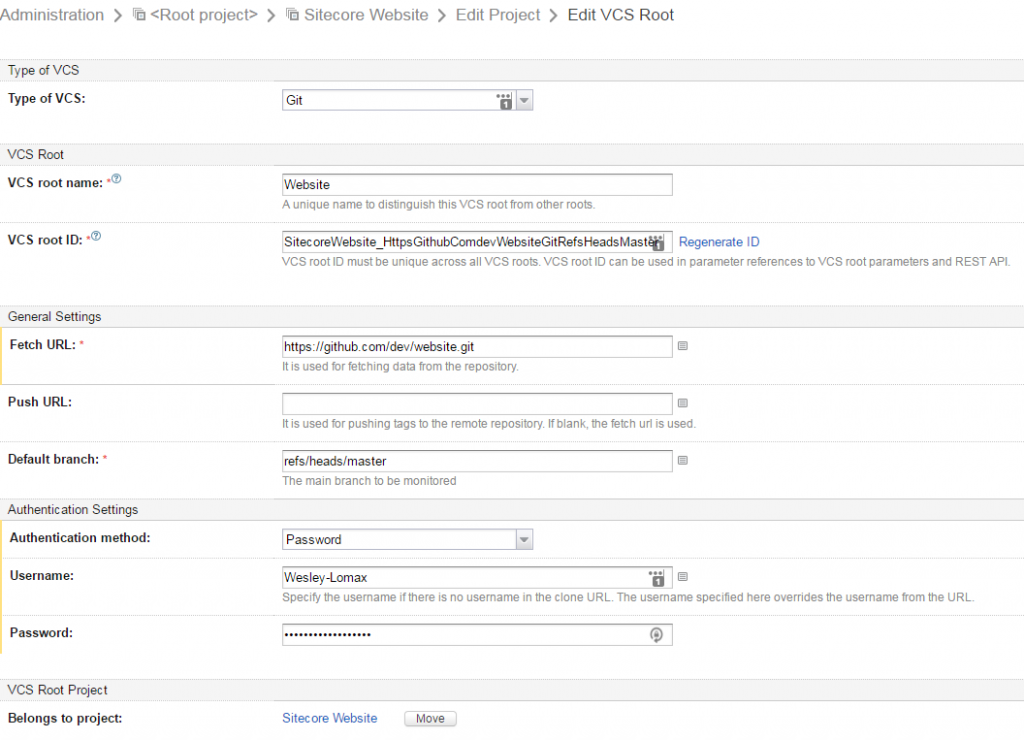 Administration > <Root project> > Sitecore Website > Edit Project > Edit VCS Root
Type of VCS
Type of VCS: Git
VCS Root
VCS root name: * Website
A unique name to distinguish this VCS root from other roots.
VCS root ID: * SitecoreWebsite_HttpsGithubComdevWebsiteGitRefsHeadsMaster Regenerate ID
VCS root ID must be unique across all VCS roots. VCS root ID can be used in parameter references to VCS root parameters and REST API.
General Settings
Fetch URL: * https://github.com/dev/website.git
It is used for fetching data from the repository.
Push URL:
It is used for pushing tags to the remote repository. If blank, the fetch url is used.
Default branch: * refs/heads/master
The main branch to be monitored
Authentication Settings
Authentication method: Password
Username: Wesley-Lomax
Specify the username if there is no username in the clone URL. The username specified here overrides the username from the URL.
Password: ••••••••••••••••••
VCS Root Project
Belongs to project: Sitecore Website Move